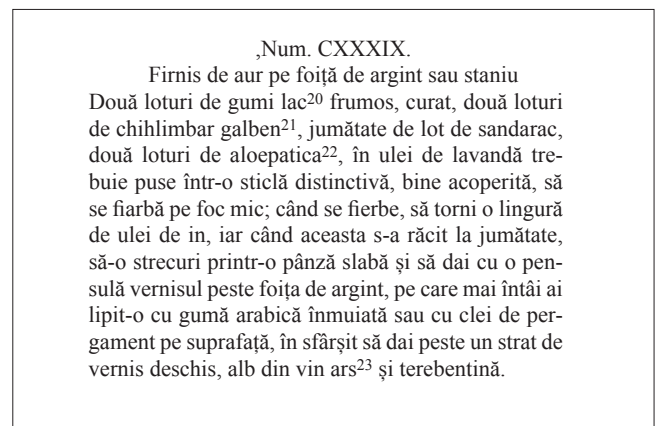 ‚Num. CXXXIX.
Firnis de aur pe foiță de argint sau staniu
Două loturi de gumi lac20 frumos, curat, două loturi
de chihlimbar galben21, jumătate de lot de sandarac,
două loturi de aloepatica22, în ulei de lavandă tre-
buie puse într-o sticlă distinctivă, bine acoperită, să
se fiarbă pe foc mic; când se fierbe, să torni o lingură
de ulei de in, iar când aceasta s-a răcit la jumătate,
să-o strecuri printr-o pânză slabă și să dai cu o pen-
sulă vernisul peste foița de argint, pe care mai întâi ai
lipit-o cu gumă arabică înmuiată sau cu clei de per-
gament pe suprafață, în sfârșit să dai peste un strat de
vernis deschis, alb din vin ars23 și terebentină.